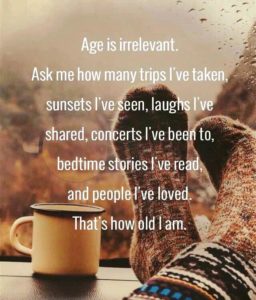 Age is irrelevant.
Ask me how many trips I've taken,
sunsets I've seen, laughs I've
shared, concerts I've been to,
bedtime stories I've read,
and people I've loved.
That's how old I am.